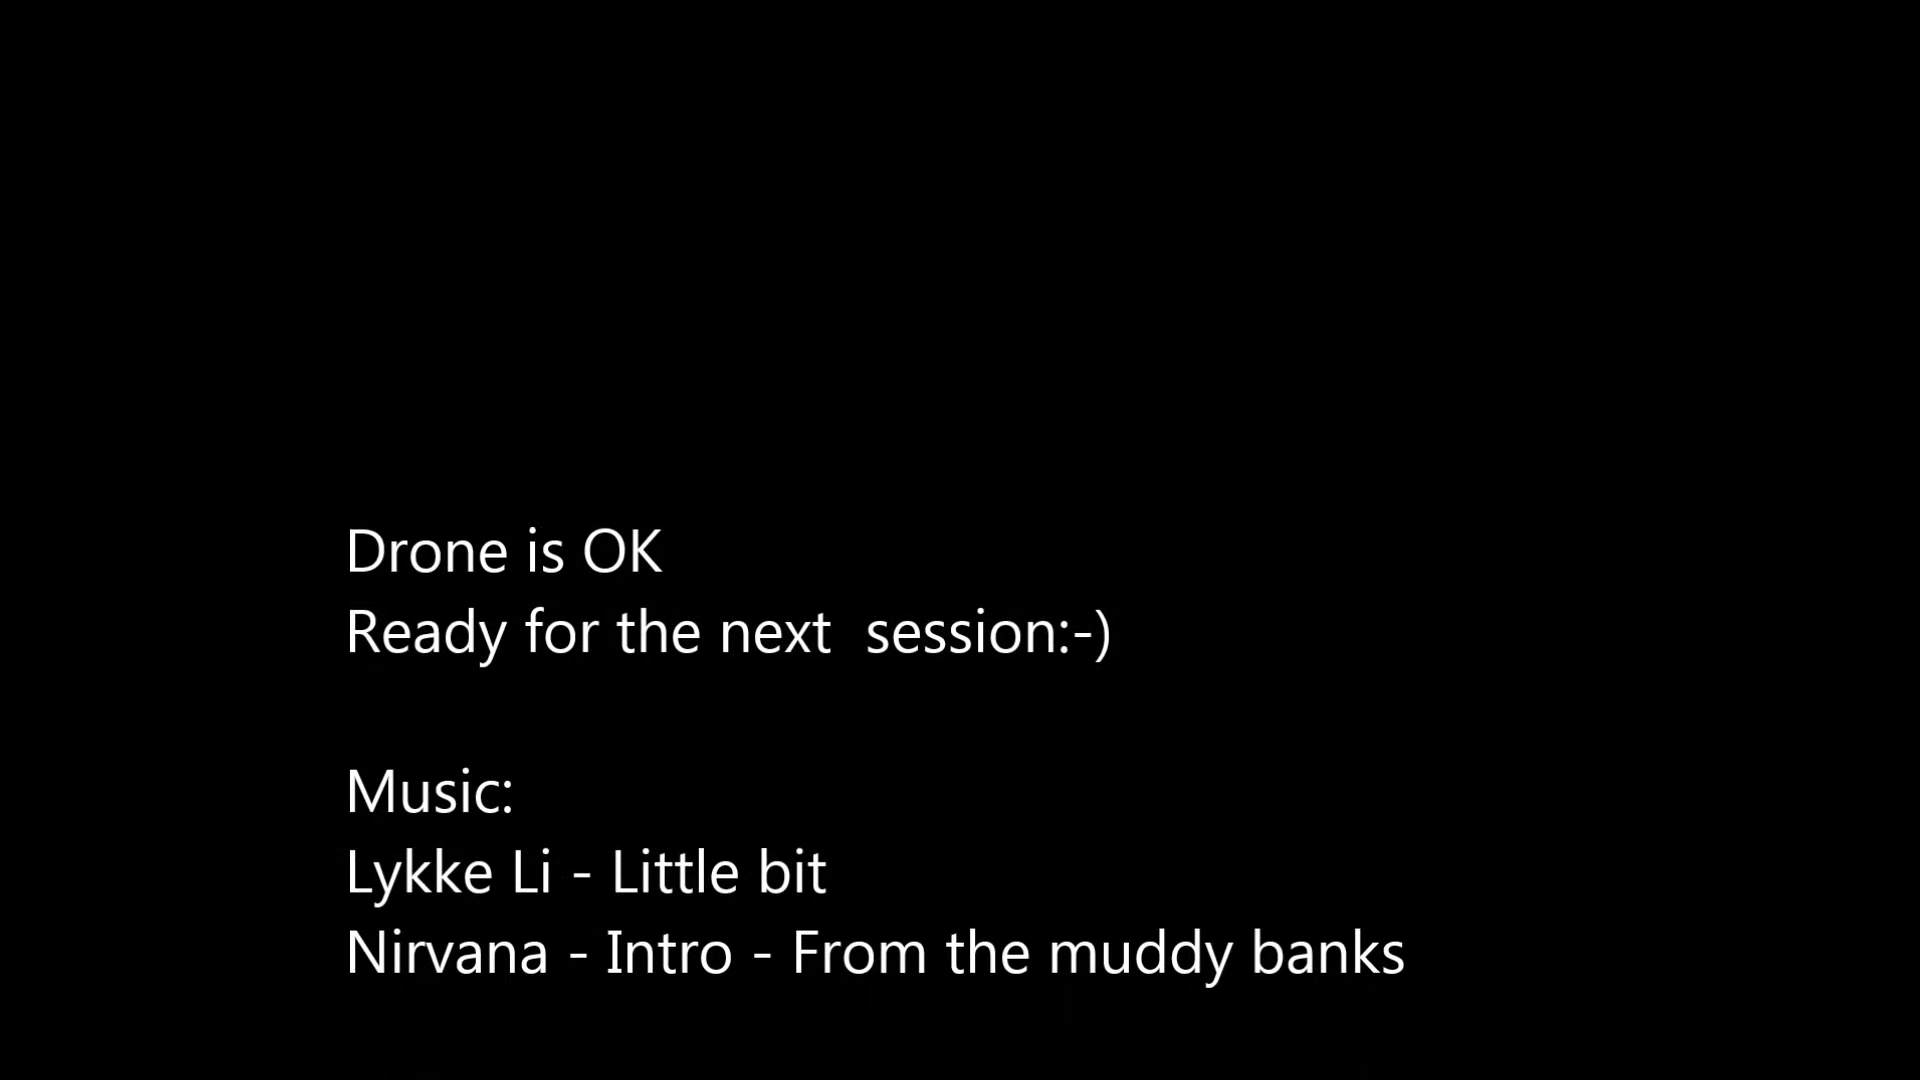 Drone is OK
Ready for the next  session:-)
Music:
Lykke Li - Little bit
Nirvana - Intro - From the muddy banks